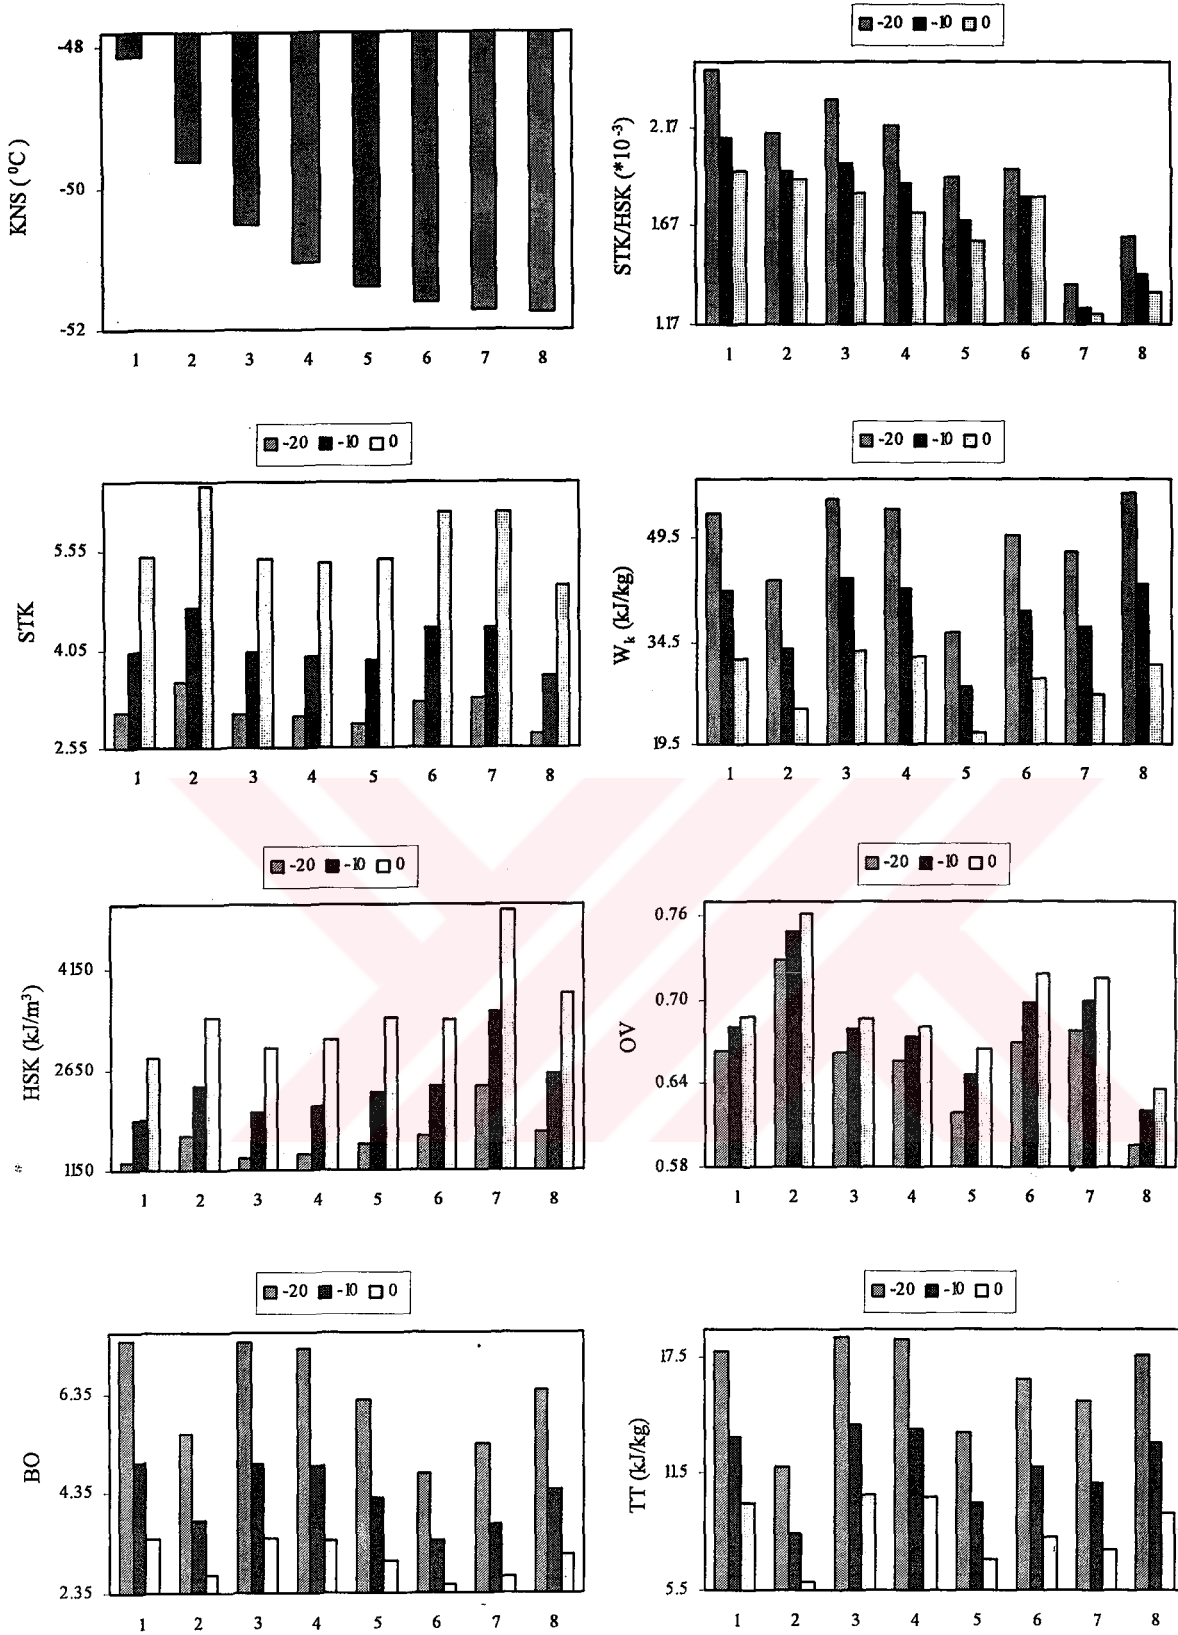 -20 -10 0
-48
-50
-52
KNS (⁰C)
1 2 3 4 5 6 7 8
2.17
1.67
1.17
STK/HSK (*10⁻³)
1 2 3 4 5 6 7 8
-20 -10 0
5.55
4.05
2.55
STK
1 2 3 4 5 6 7 8
-20 -10 0
49.5
34.5
19.5
Wₖ (kJ/kg)
1 2 3 4 5 6 7 8
-20 -10 0
4150
2650
1150
HSK (kJ/m³)
1 2 3 4 5 6 7 8
-20 -10 0
0.76
0.70
0.64
0.58
OV
1 2 3 4 5 6 7 8
-20 -10 0
6.35
4.35
2.35
BO
1 2 3 4 5 6 7 8
-20 -10 0
17.5
11.5
5.5
TT (kJ/kg)
1 2 3 4 5 6 7 8